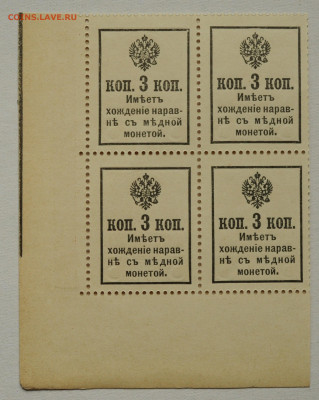 COINS.LAVE.RU
КОП. 3 КОП.
Имѣетъ
хожденіе нарав-
нѣ съ мѣдной
монетой.
КОП. 3 КОП.
Имѣетъ
хожденіе нарав-
нѣ съ мѣдной
монетой.
КОП. 3 КОП.
Имѣетъ
хожденіе нарав-
нѣ съ мѣдной
монетой.
КОП. 3 КОП.
Имѣетъ
хожденіе нарав-
нѣ съ мѣдной
монетой.